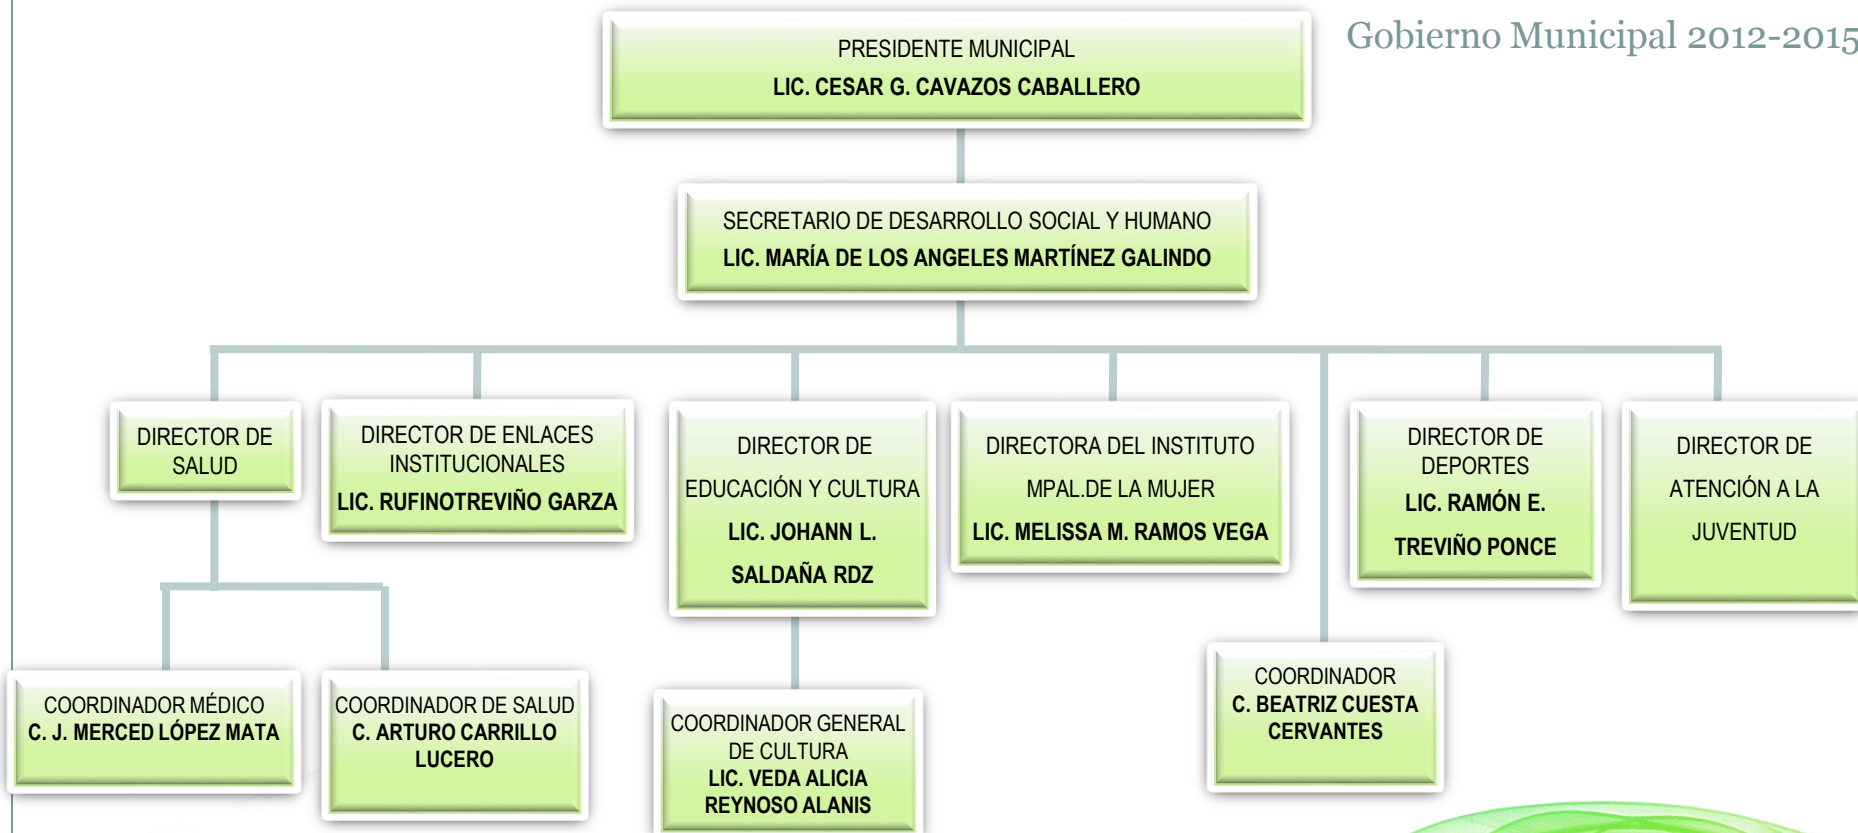 Gobierno Municipal 2012-2015
PRESIDENTE MUNICIPAL
LIC. CESAR G. CAVAZOS CABALLERO
SECRETARIO DE DESARROLLO SOCIAL Y HUMANO
LIC. MARÍA DE LOS ANGELES MARTÍNEZ GALINDO
DIRECTOR DE
SALUD
DIRECTOR DE ENLACES
INSTITUCIONALES
LIC. RUFINOTREVIÑO GARZA
DIRECTOR DE
EDUCACIÓN Y CULTURA
LIC. JOHANN L.
SALDAÑA RDZ
DIRECTORA DEL INSTITUTO
MPAL.DE LA MUJER
LIC. MELISSA M. RAMOS VEGA
DIRECTOR DE
DEPORTES
LIC. RAMÓN E.
TREVIÑO PONCE
DIRECTOR DE
ATENCIÓN A LA
JUVENTUD
COORDINADOR MÉDICO
C. J. MERCED LÓPEZ MATA
COORDINADOR DE SALUD
C. ARTURO CARRILLO
LUCERO
COORDINADOR GENERAL
DE CULTURA
LIC. VEDA ALICIA
REYNOSO ALANIS
COORDINADOR
C. BEATRIZ CUESTA
CERVANTES